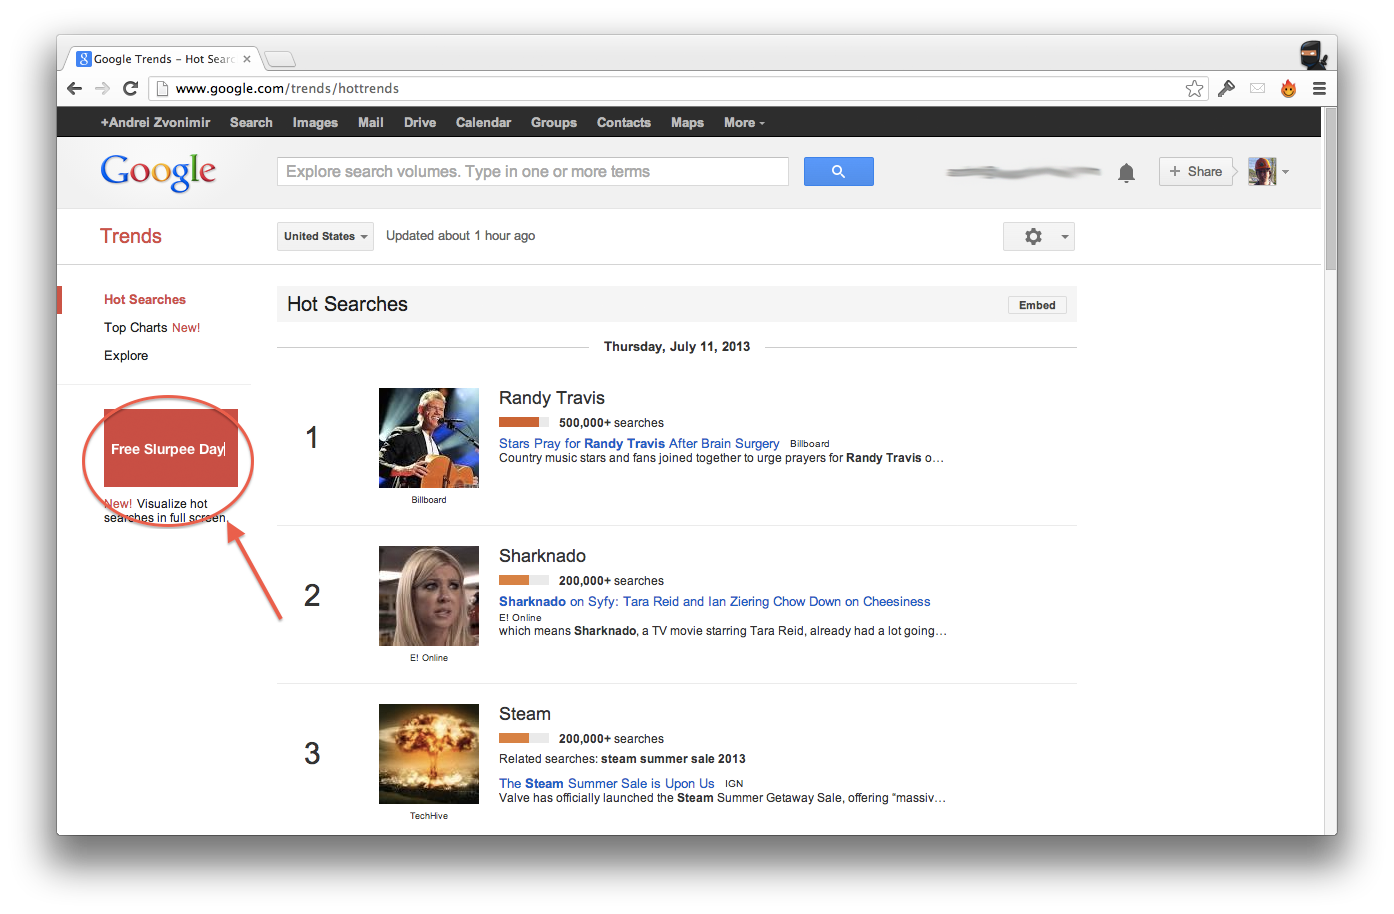 Google Trends – Hot Searc
www.google.com/trends/hottrends
+Andrei Zvonimir Search Images Mail Drive Calendar Groups Contacts Maps More
Google
Explore search volumes. Type in one or more terms
+ Share
Trends
United States
Updated about 1 hour ago
Hot Searches
Top Charts New!
Explore
Free Slurpee Day
New! Visualize hot
searches in full screen.
Hot Searches
Embed
Thursday, July 11, 2013
1
Billboard
Randy Travis
500,000+ searches
Stars Pray for Randy Travis After Brain Surgery Billboard
Country music stars and fans joined together to urge prayers for Randy Travis o...
2
E! Online
Sharknado
200,000+ searches
Sharknado on Syfy: Tara Reid and Ian Ziering Chow Down on Cheesiness
E! Online
which means Sharknado, a TV movie starring Tara Reid, already had a lot going...
3
TechHive
Steam
200,000+ searches
Related searches: steam summer sale 2013
The Steam Summer Sale is Upon Us IGN
Valve has officially launched the Steam Summer Getaway Sale, offering “massiv...